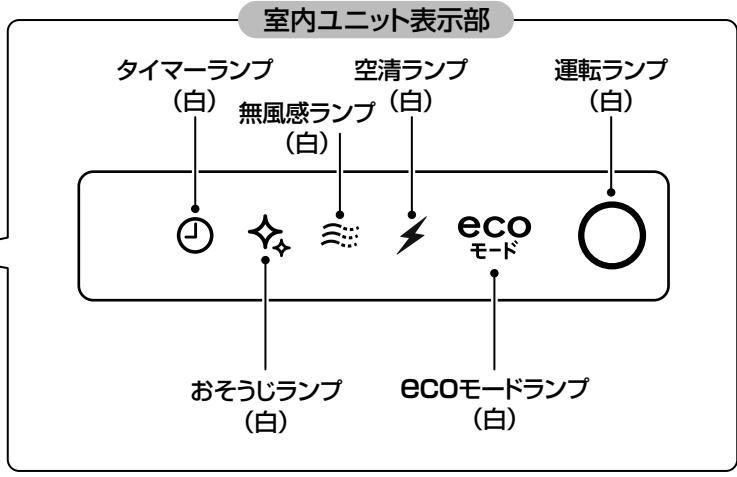 室内ユニット表示部
タイマーランプ
（白）
無風感ランプ
（白）
空清ランプ
（白）
運転ランプ
（白）
eco
モード
おそうじランプ
（白）
ecoモードランプ
（白）